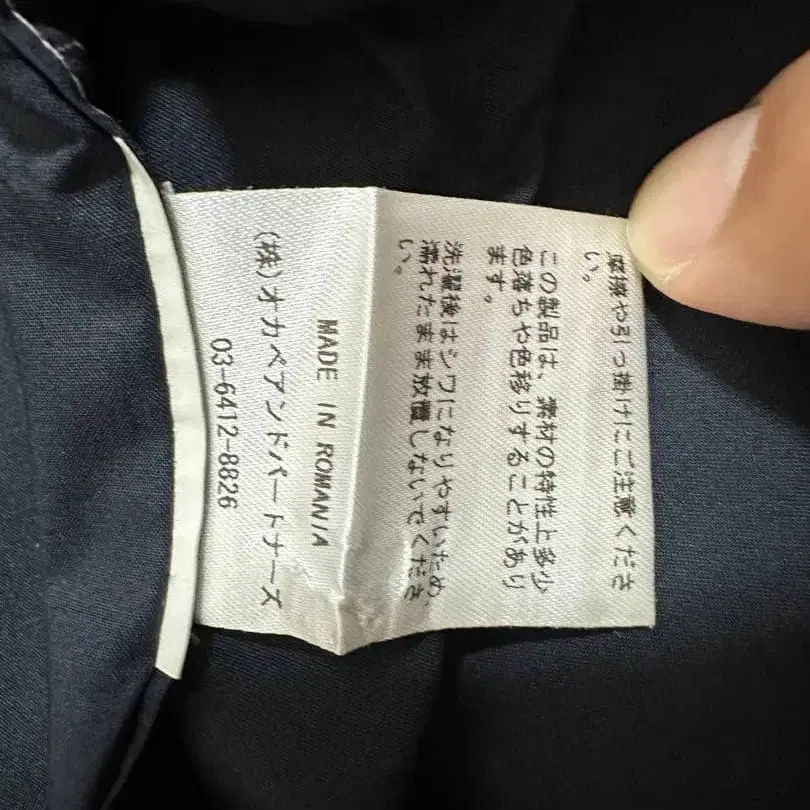 摩擦や引っ掛けにご注意くださ
い。
この製品は、素材の特性上多少
色落ちや色移りすることがあり
ます。
洗濯後はシワになりやすいため、
濡れたまま放置しないでくださ
い。
MADE IN ROMANIA
(株)オカベアンドパートナーズ
03-6412-8826